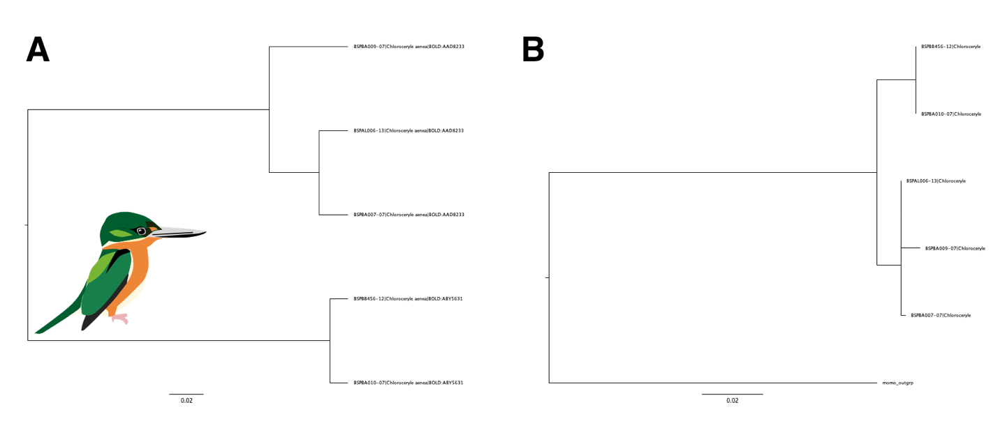 A
BSPBA009-07|Chloroceryle aenea|BOLD:AAD8233
BSPAL006-13|Chloroceryle aenea|BOLD:AAD8233
BSPBA007-07|Chloroceryle aenea|BOLD:AAD8233
BSPBB456-12|Chloroceryle aenea|BOLD:ABY5631
BSPBA010-07|Chloroceryle aenea|BOLD:ABY5631
0.02
B
BSPBB456-12|Chloroceryle
BSPBA010-07|Chloroceryle
BSPAL006-13|Chloroceryle
BSPBA009-07|Chloroceryle
BSPBA007-07|Chloroceryle
momo_outgrp
0.02